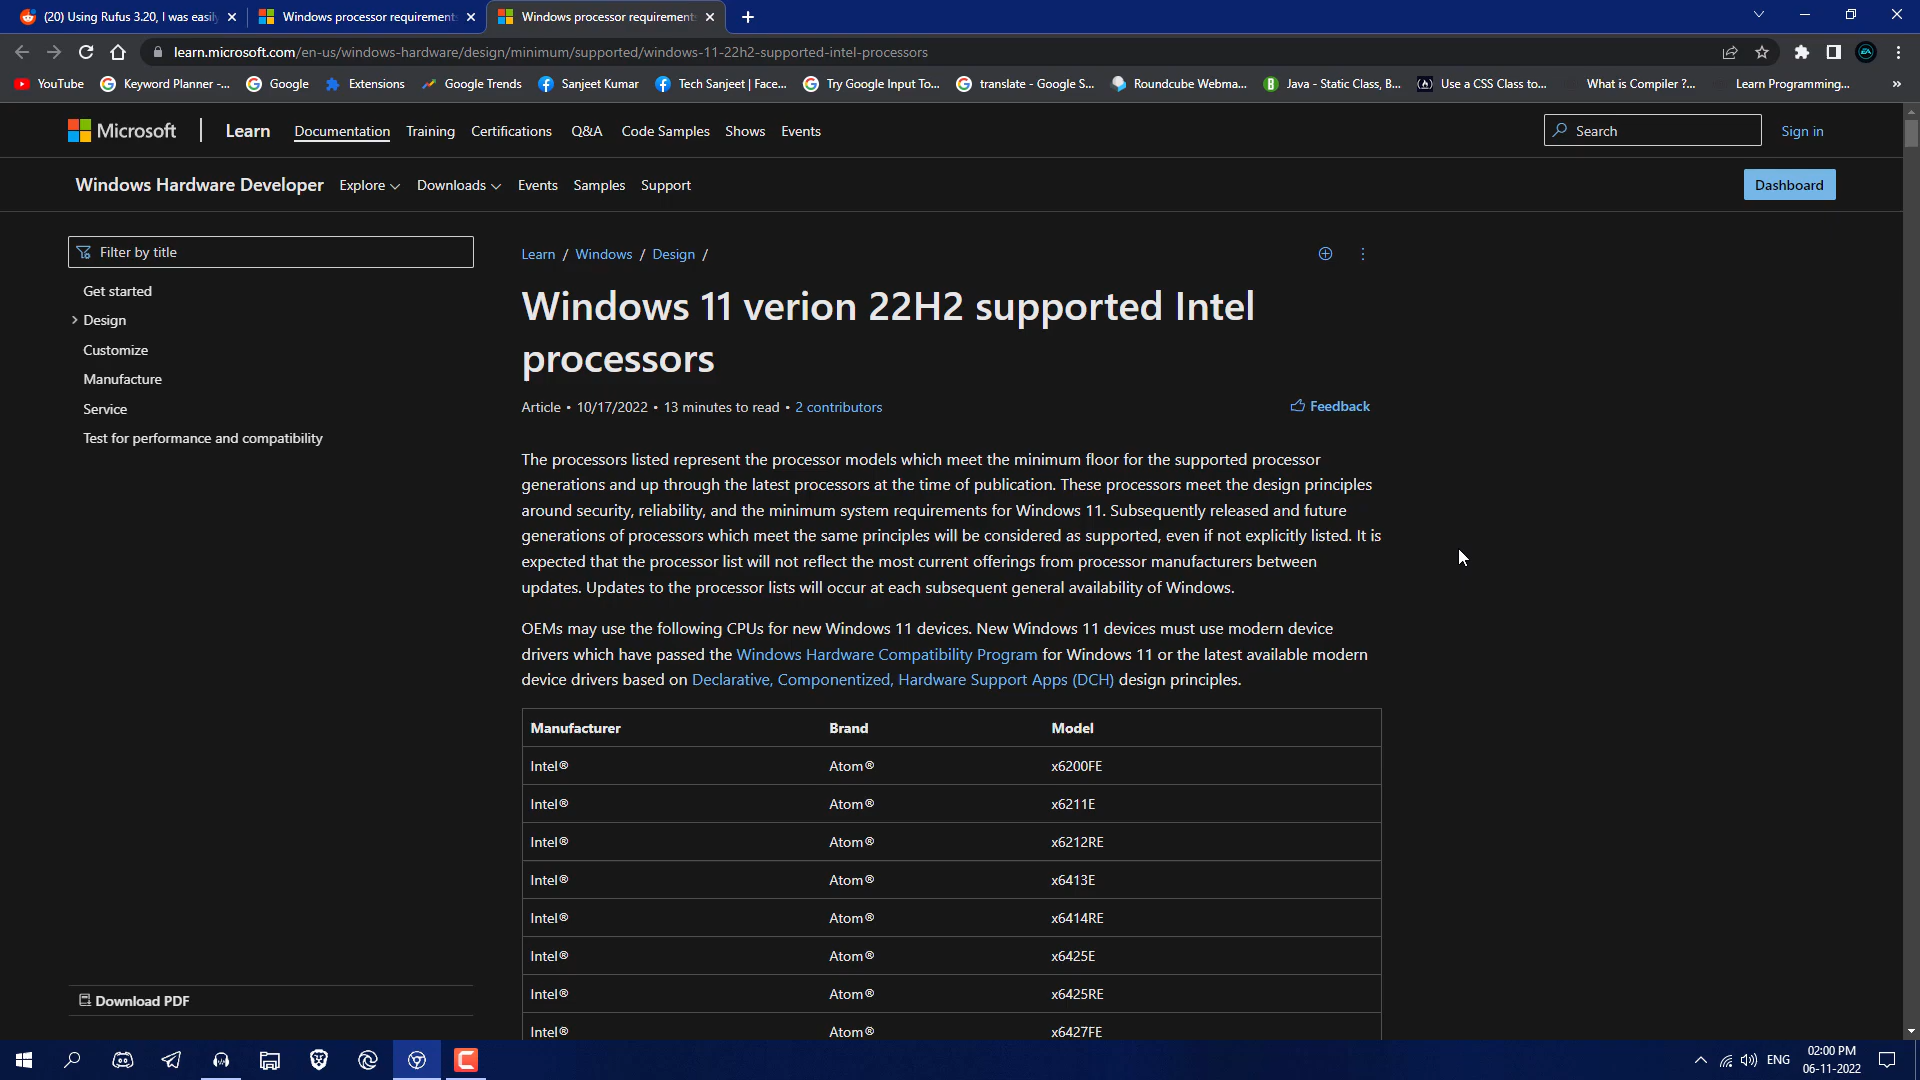 (20) Using Rufus 3.20, I was easily
Windows processor requirements
Windows processor requirements
learn.microsoft.com/en-us/windows-hardware/design/minimum/supported/windows-11-22h2-supported-intel-processors
YouTube
Keyword Planner -...
Google
Extensions
Google Trends
Sanjeet Kumar
Tech Sanjeet | Face...
Try Google Input To...
translate - Google S...
Roundcube Webma...
Java - Static Class, B...
Use a CSS Class to...
What is Compiler ?...
Learn Programming...
»
Microsoft
Learn
Documentation
Training
Certifications
Q&A
Code Samples
Shows
Events
Search
Sign in
Windows Hardware Developer
Explore
Downloads
Events
Samples
Support
Dashboard
Filter by title
Get started
Design
Customize
Manufacture
Service
Test for performance and compatibility
Download PDF
Learn / Windows / Design /
Windows 11 verion 22H2 supported Intel
processors
Article • 10/17/2022 • 13 minutes to read • 2 contributors
Feedback
The processors listed represent the processor models which meet the minimum floor for the supported processor
generations and up through the latest processors at the time of publication. These processors meet the design principles
around security, reliability, and the minimum system requirements for Windows 11. Subsequently released and future
generations of processors which meet the same principles will be considered as supported, even if not explicitly listed. It is
expected that the processor list will not reflect the most current offerings from processor manufacturers between
updates. Updates to the processor lists will occur at each subsequent general availability of Windows.
OEMs may use the following CPUs for new Windows 11 devices. New Windows 11 devices must use modern device
drivers which have passed the Windows Hardware Compatibility Program for Windows 11 or the latest available modern
device drivers based on Declarative, Componentized, Hardware Support Apps (DCH) design principles.
Manufacturer Brand Model
Intel® Atom® x6200FE
Intel® Atom® x6211E
Intel® Atom® x6212RE
Intel® Atom® x6413E
Intel® Atom® x6414RE
Intel® Atom® x6425E
Intel® Atom® x6425RE
Intel® Atom® x6427FE
ENG
02:00 PM
06-11-2022